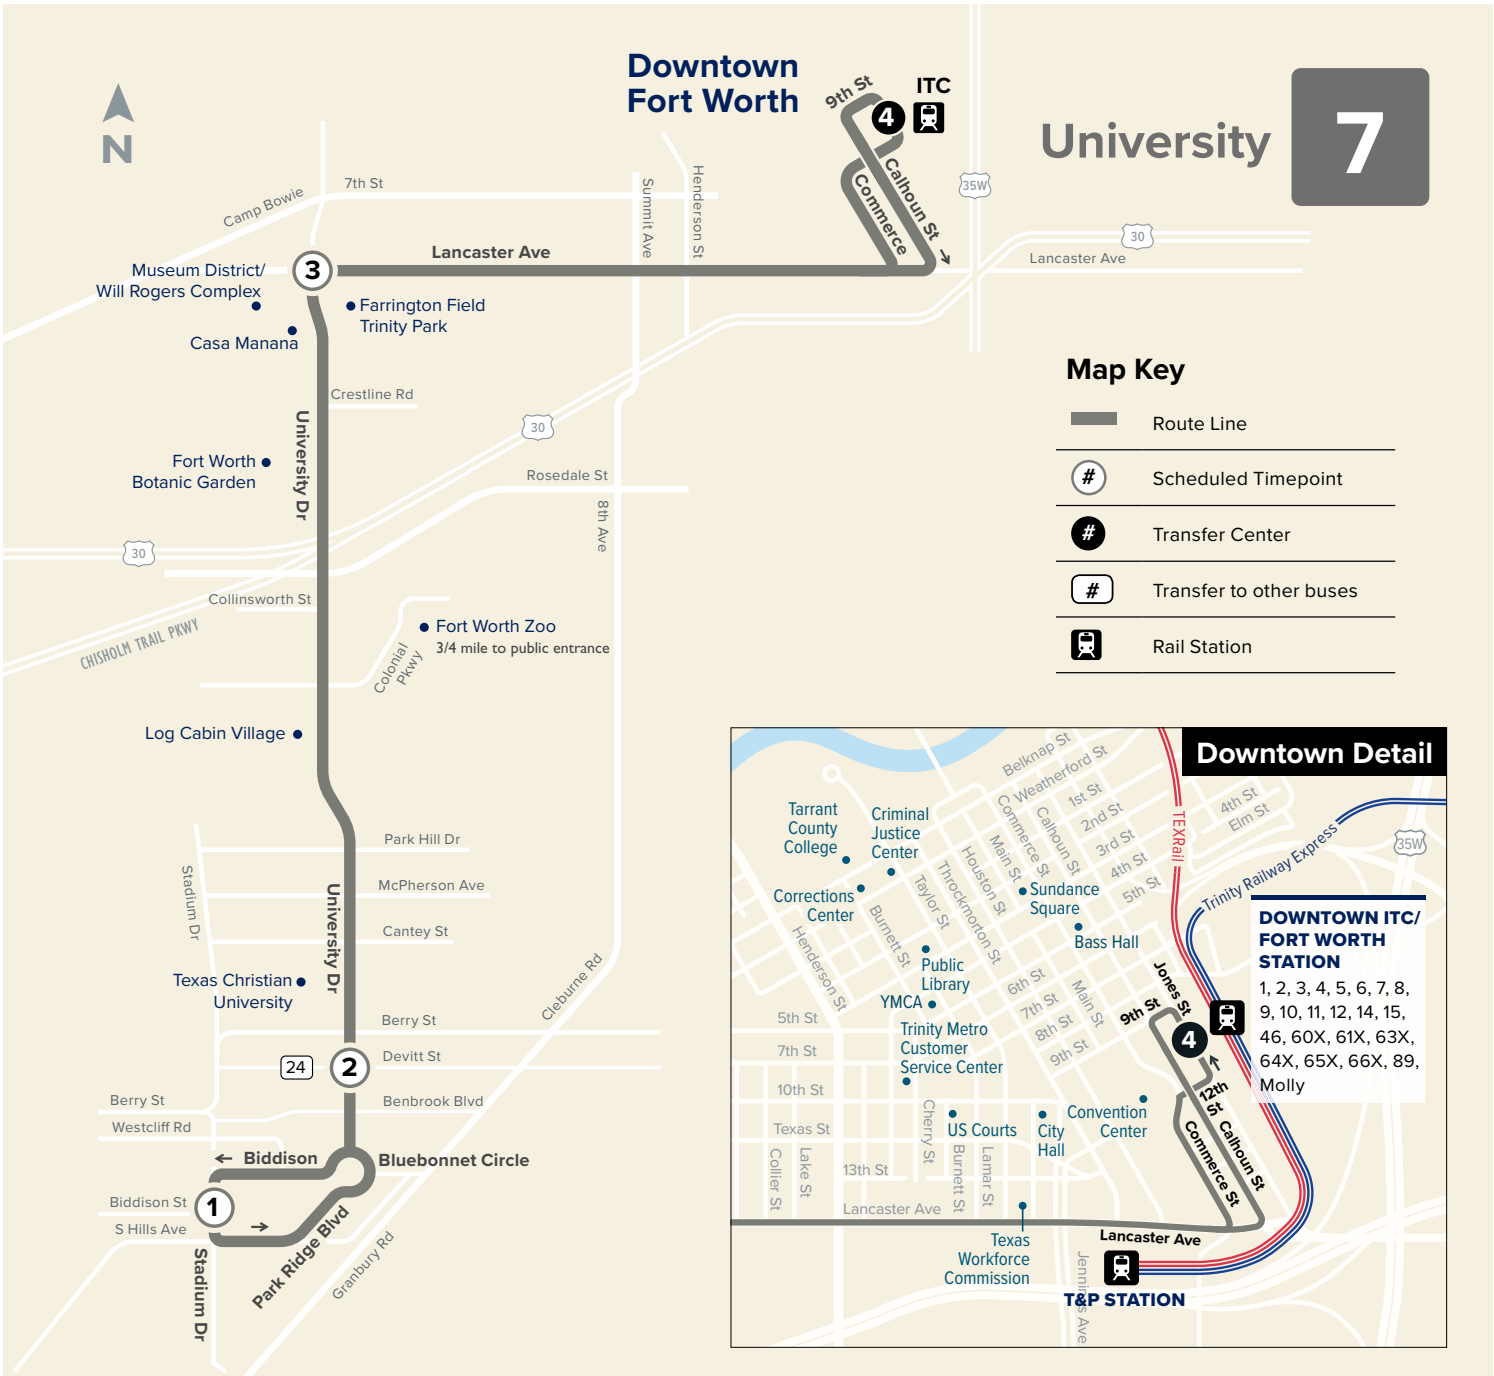 Downtown
Fort Worth
9th St
4
ITC
University
7
N
Camp Bowie
7th St
Summit Ave
Henderson St
Commerce
Calhoun St
35W
30
Lancaster Ave
Lancaster Ave
3
Museum District/
Will Rogers Complex
Casa Manana
Farrington Field
Trinity Park
Crestline Rd
30
University Dr
Fort Worth
Botanic Garden
Rosedale St
8th Ave
30
Collinsworth St
CHISHOLM TRAIL PKWY
Colonial
Pkwy
Fort Worth Zoo
3/4 mile to public entrance
Log Cabin Village
Park Hill Dr
Stadium Dr
McPherson Ave
University Dr
Cantey St
Texas Christian
University
Cleburne Rd
Berry St
24
2
Devitt St
Berry St
Benbrook Blvd
Westcliff Rd
Biddison
Bluebonnet Circle
Biddison St
1
S Hills Ave
Stadium Dr
Park Ridge Blvd
Granbury Rd
Map Key
Route Line
#
Scheduled Timepoint
#
Transfer Center
#
Transfer to other buses
Rail Station
Downtown Detail
Belknap St
Weatherford St
1st St
2nd St
3rd St
4th St
5th St
4th St
Elm St
Commerce St
Calhoun St
Main St
Houston St
Throckmorton St
Taylor St
Burnett St
Henderson St
TEXRail
Trinity Railway Express
35W
Tarrant
County
College
Criminal
Justice
Center
Corrections
Center
Sundance
Square
Bass Hall
Public
Library
YMCA
Trinity Metro
Customer
Service Center
6th St
7th St
8th St
9th St
Main St
Jones St
9th St
4
12th
St
DOWNTOWN ITC/
FORT WORTH
STATION
1, 2, 3, 4, 5, 6, 7, 8,
9, 10, 11, 12, 14, 15,
46, 60X, 61X, 63X,
64X, 65X, 66X, 89,
Molly
5th St
7th St
10th St
Texas St
13th St
Collier St
Lake St
Cherry St
Burnett St
Lamar St
US Courts
City
Hall
Convention
Center
Commerce St
Calhoun St
Lancaster Ave
Lancaster Ave
Texas
Workforce
Commission
Jennings Ave
T&P STATION